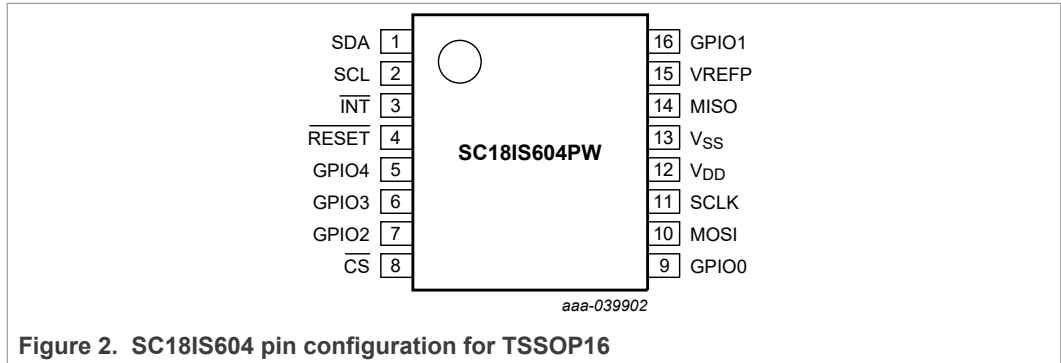 SDA 1
SCL 2
INT 3
RESET 4
GPIO4 5
GPIO3 6
GPIO2 7
CS 8
SC18IS604PW
16 GPIO1
15 VREFP
14 MISO
13 VSS
12 VDD
11 SCLK
10 MOSI
9 GPIO0
aaa-039902
Figure 2. SC18IS604 pin configuration for TSSOP16